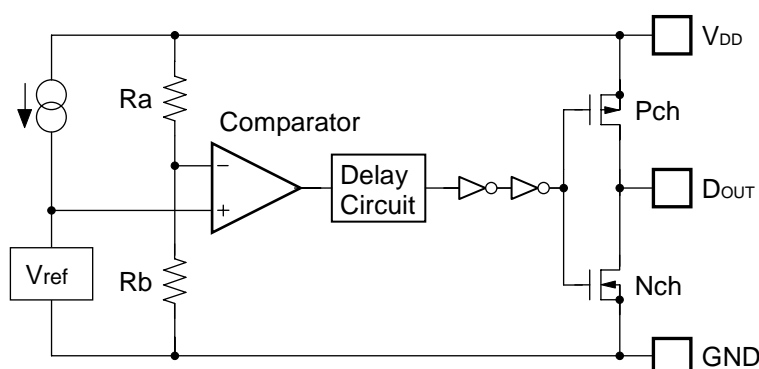 VDD
Ra
Pch
Comparator
−
Delay
Circuit
DOUT
+
Vref
Rb
Nch
GND